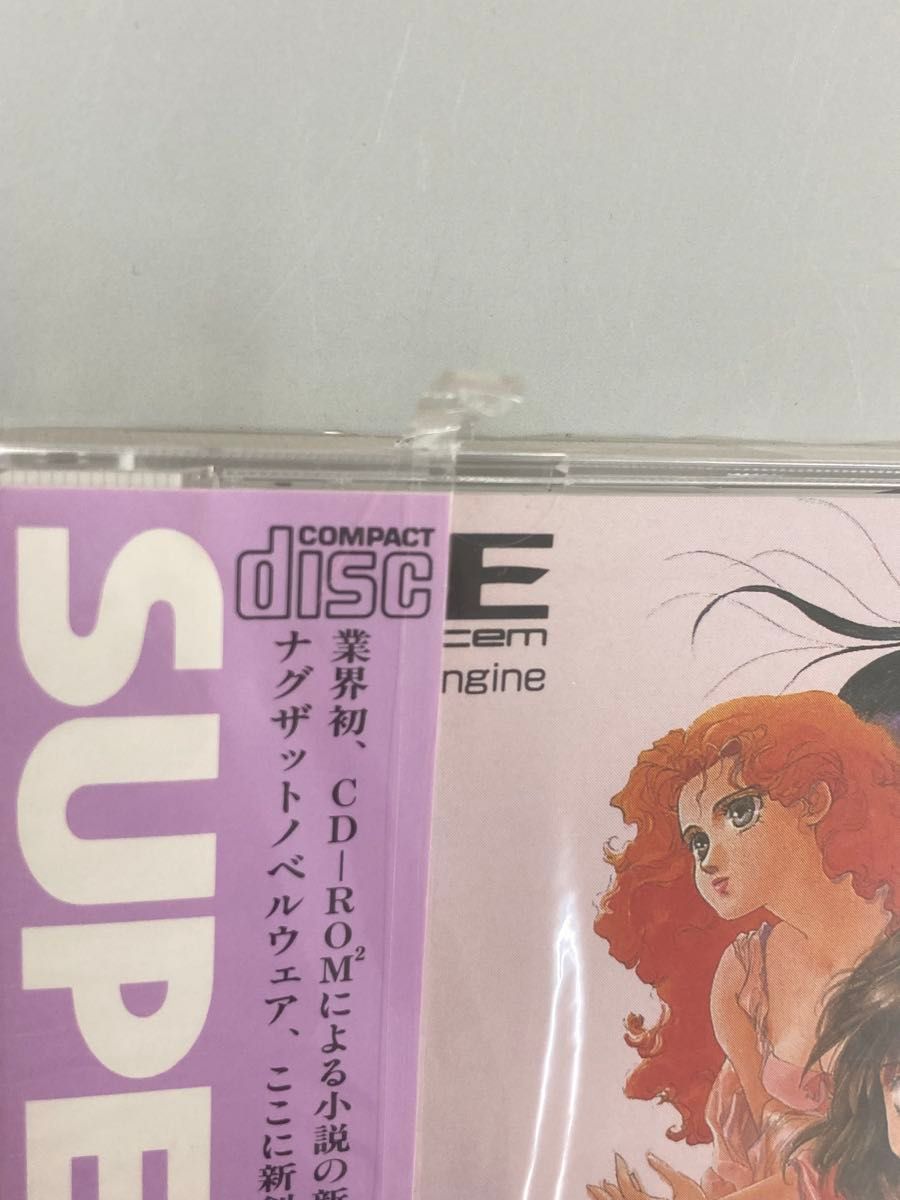 SUPE
COMPACT
disc
業界初、CD-ROM²による小説の新
ナグザットノベルウェア、ここに新
E
cem
ngine